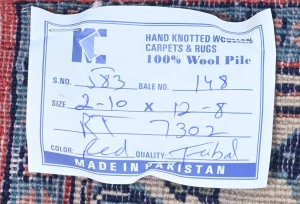 HAND KNOTTED WOOLEN
CARPETS & RUGS
100% Wool Pile
S.NO. 583 BALE NO. 148
SIZE 2-10 x 12-8
RT 7302
COLOR: Red QUALITY:
MADE IN PAKISTAN